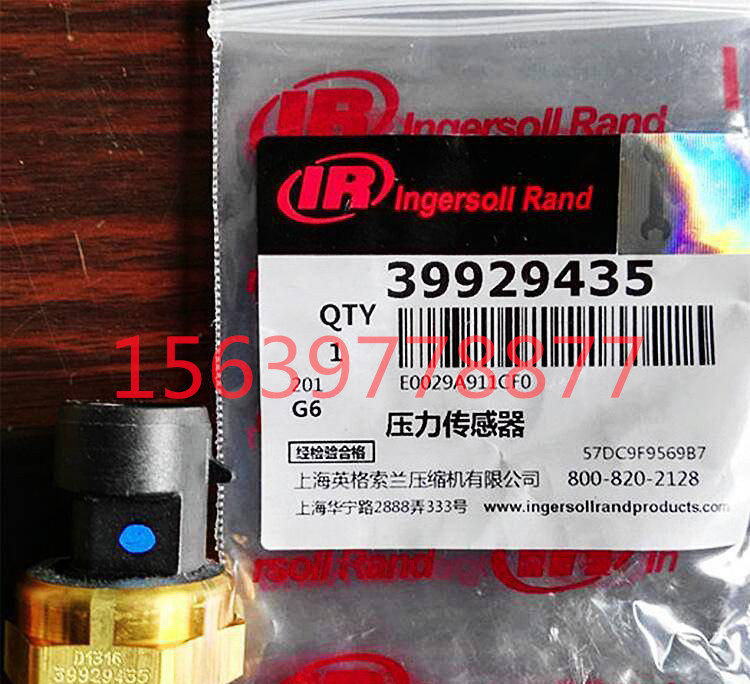 IR Ingersoll Rand
IR Ingersoll Rand
39929435
QTY
1
15639778877
201
E0029A911CF0
G6
压力传感器
经检验合格
57DC9F9569B7
上海英格索兰压缩机有限公司 800-820-2128
上海华宁路2888弄333号 www.ingersollrandproducts.com
rsoll Rand
D1316
39929435